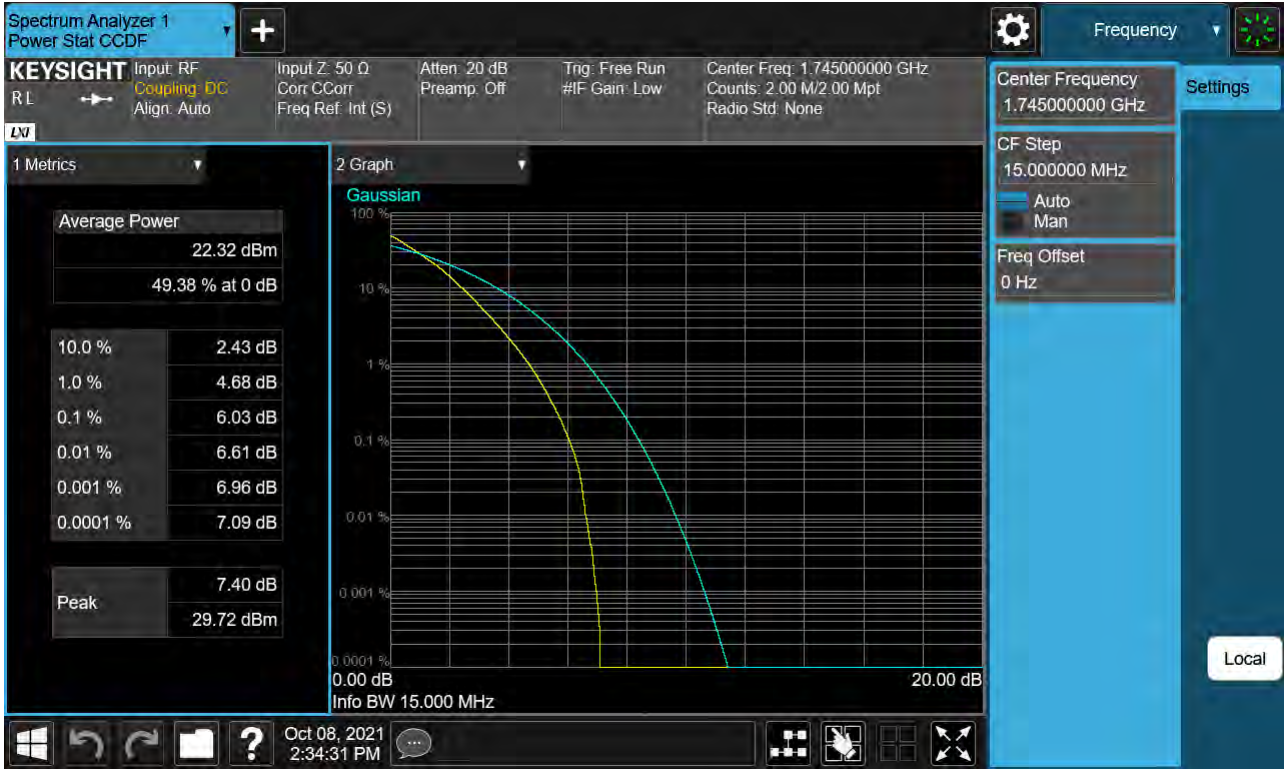 Spectrum Analyzer 1
Power Stat CCDF
+
Frequency
KEYSIGHT
R L
LXI
Input: RF
Coupling: DC
Align: Auto
Input Z: 50 Ω
Corr CCorr
Freq Ref: Int (S)
Atten: 20 dB
Preamp: Off
Trig: Free Run
#IF Gain: Low
Center Freq: 1.745000000 GHz
Counts: 2.00 M/2.00 Mpt
Radio Std: None
Center Frequency
1.745000000 GHz
Settings
CF Step
15.000000 MHz
Auto
Man
Freq Offset
0 Hz
1 Metrics
Average Power
22.32 dBm
49.38 % at 0 dB
10.0 % 2.43 dB
1.0 % 4.68 dB
0.1 % 6.03 dB
0.01 % 6.61 dB
0.001 % 6.96 dB
0.0001 % 7.09 dB
Peak
7.40 dB
29.72 dBm
2 Graph
Gaussian
100 %
10 %
1 %
0.1 %
0.01 %
0.001 %
0.0001 %
0.00 dB 20.00 dB
Info BW 15.000 MHz
Local
?
Oct 08, 2021
2:34:31 PM